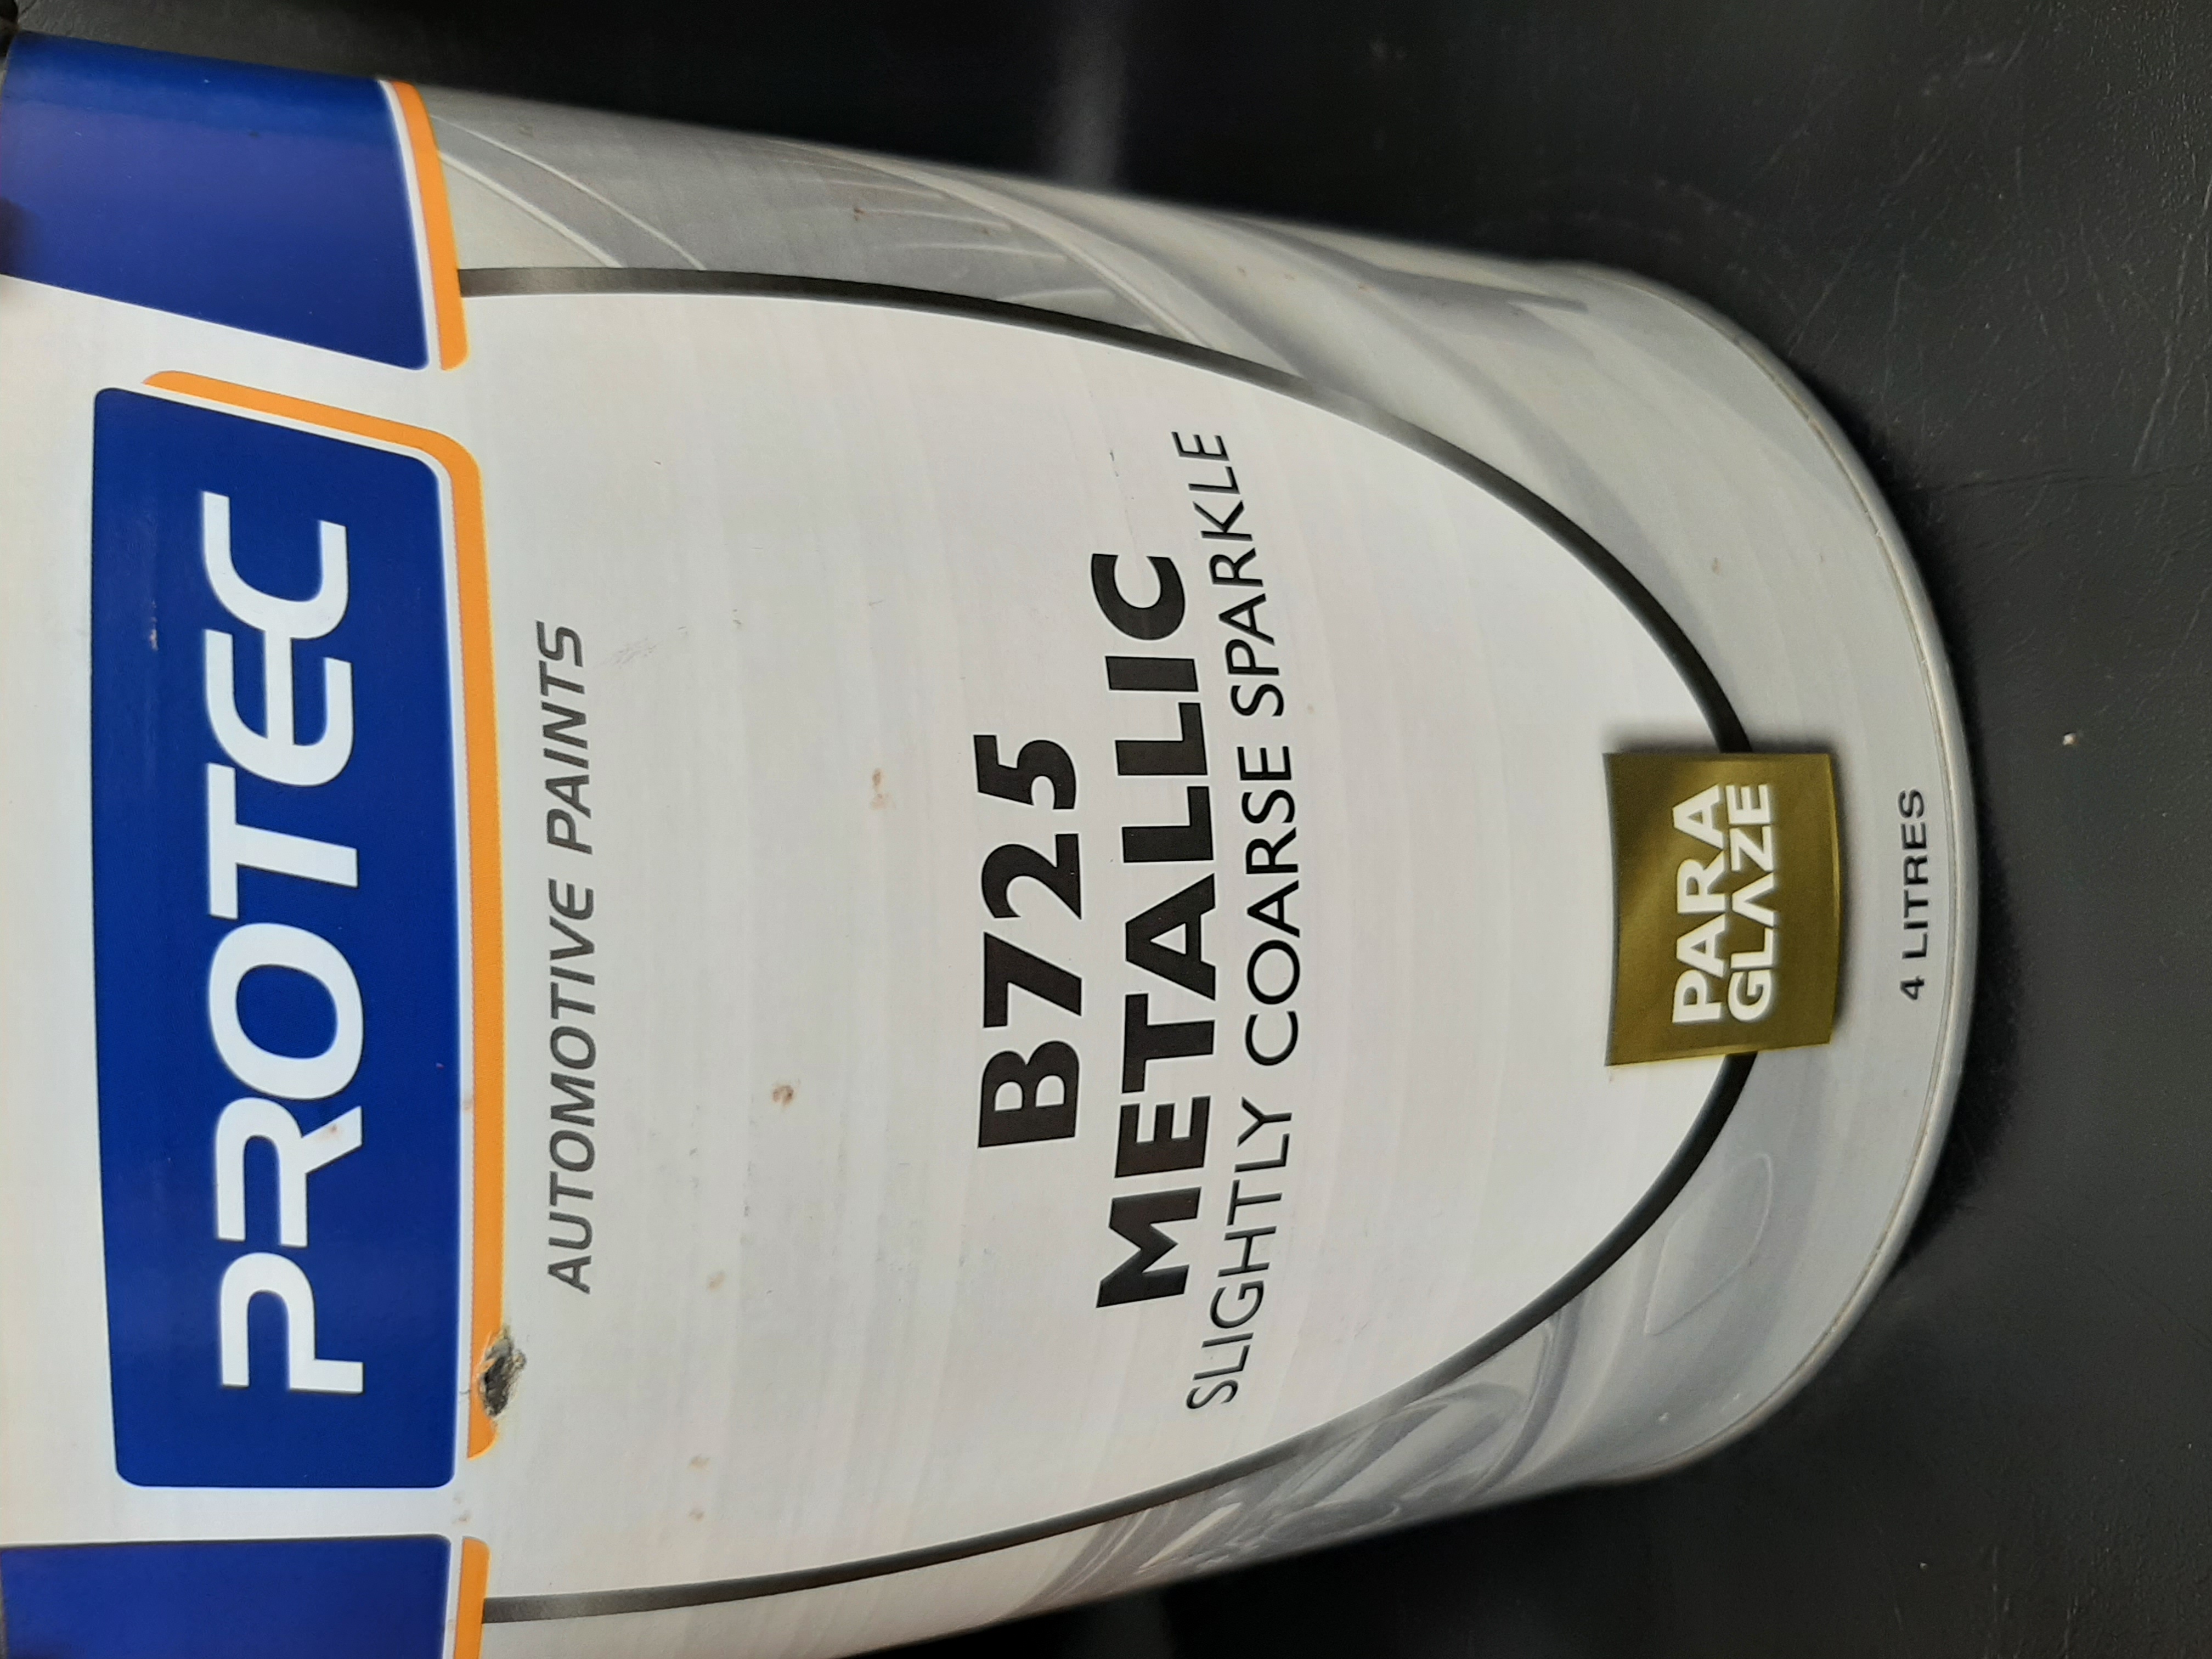 PROTEC
AUTOMOTIVE PAINTS
B725
METALLIC
SLIGHTLY COARSE SPARKLE
PARA
GLAZE
4 LITRES